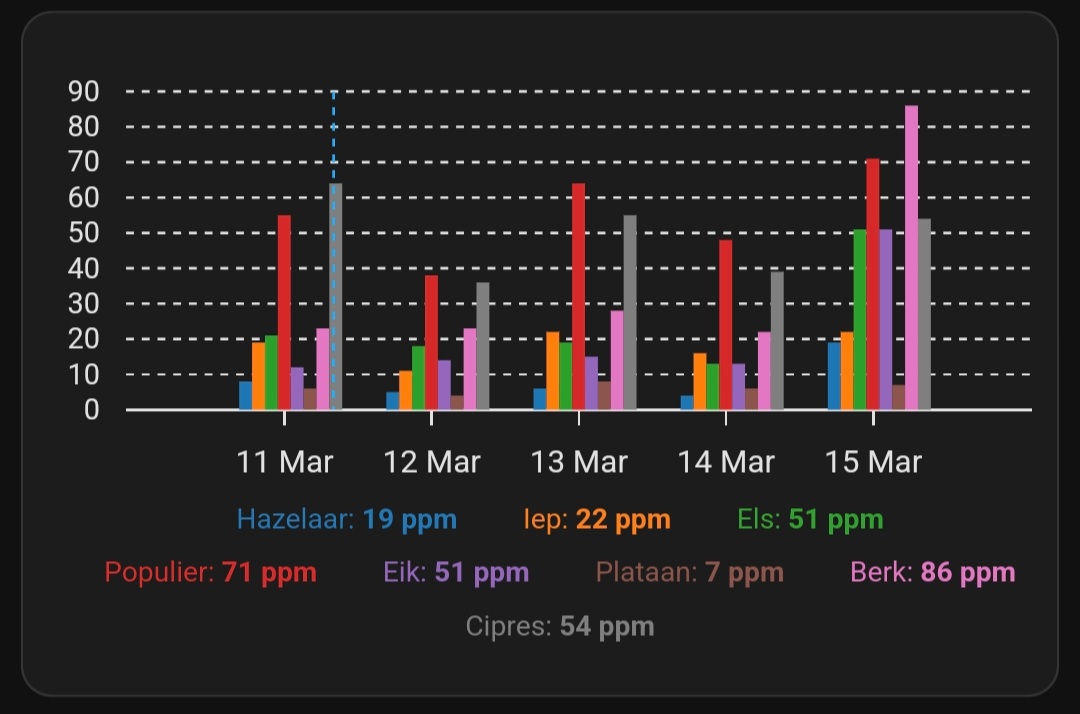 90
80
70
60
50
40
30
20
10
0
11 Mar 12 Mar 13 Mar 14 Mar 15 Mar
Hazelaar: 19 ppm Iep: 22 ppm Els: 51 ppm
Populier: 71 ppm Eik: 51 ppm Plataan: 7 ppm Berk: 86 ppm
Cipres: 54 ppm